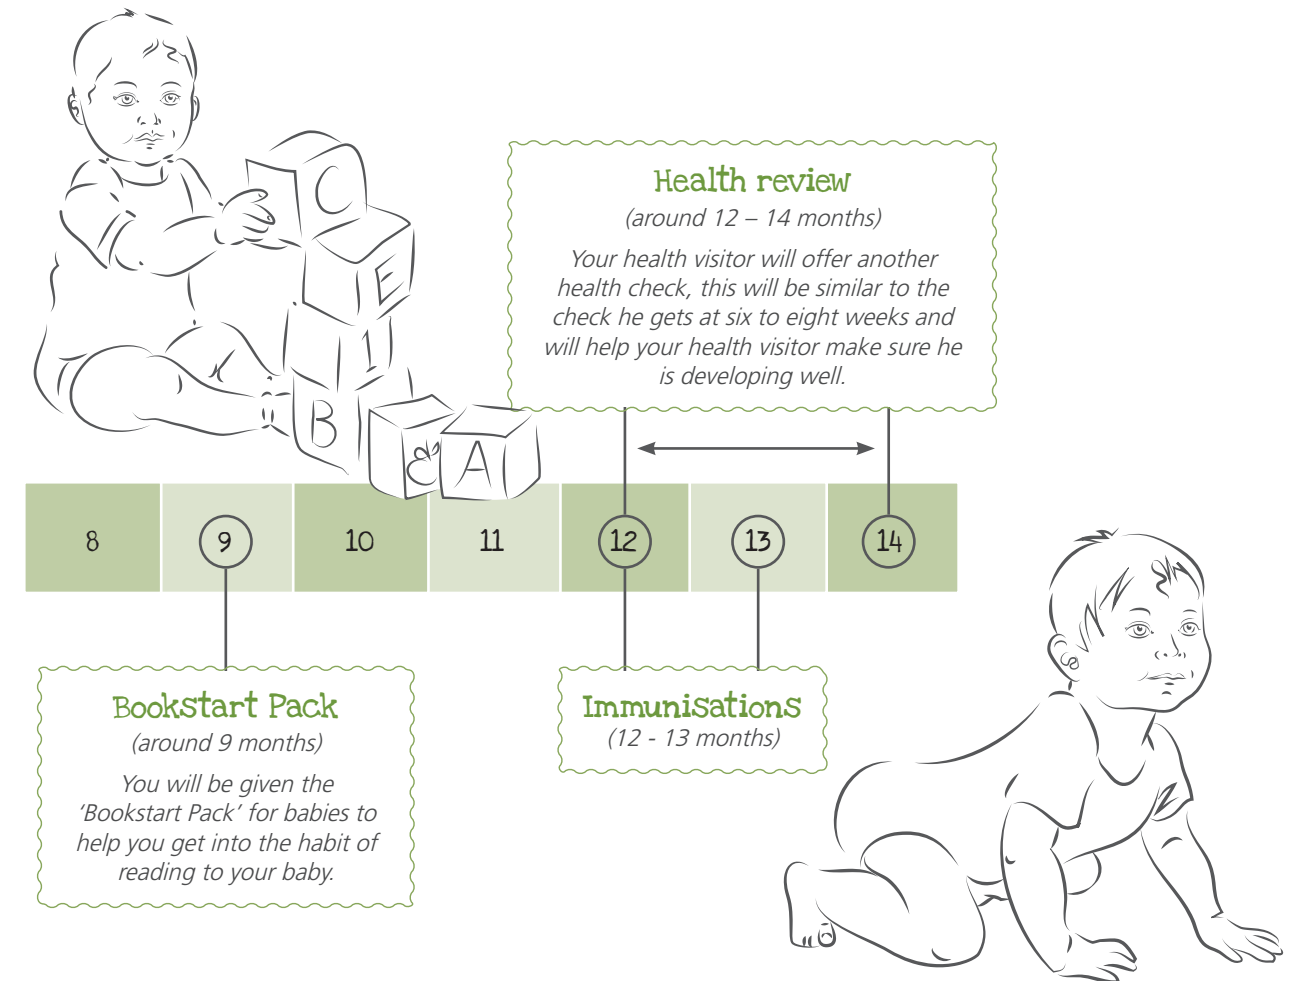 C
E
1
B
A
Health review
(around 12 – 14 months)
Your health visitor will offer another
health check, this will be similar to the
check he gets at six to eight weeks and
will help your health visitor make sure he
is developing well.
8 9 10 11 12 13 14
Bookstart Pack
(around 9 months)
You will be given the
‘Bookstart Pack’ for babies to
help you get into the habit of
reading to your baby.
Immunisations
(12 - 13 months)